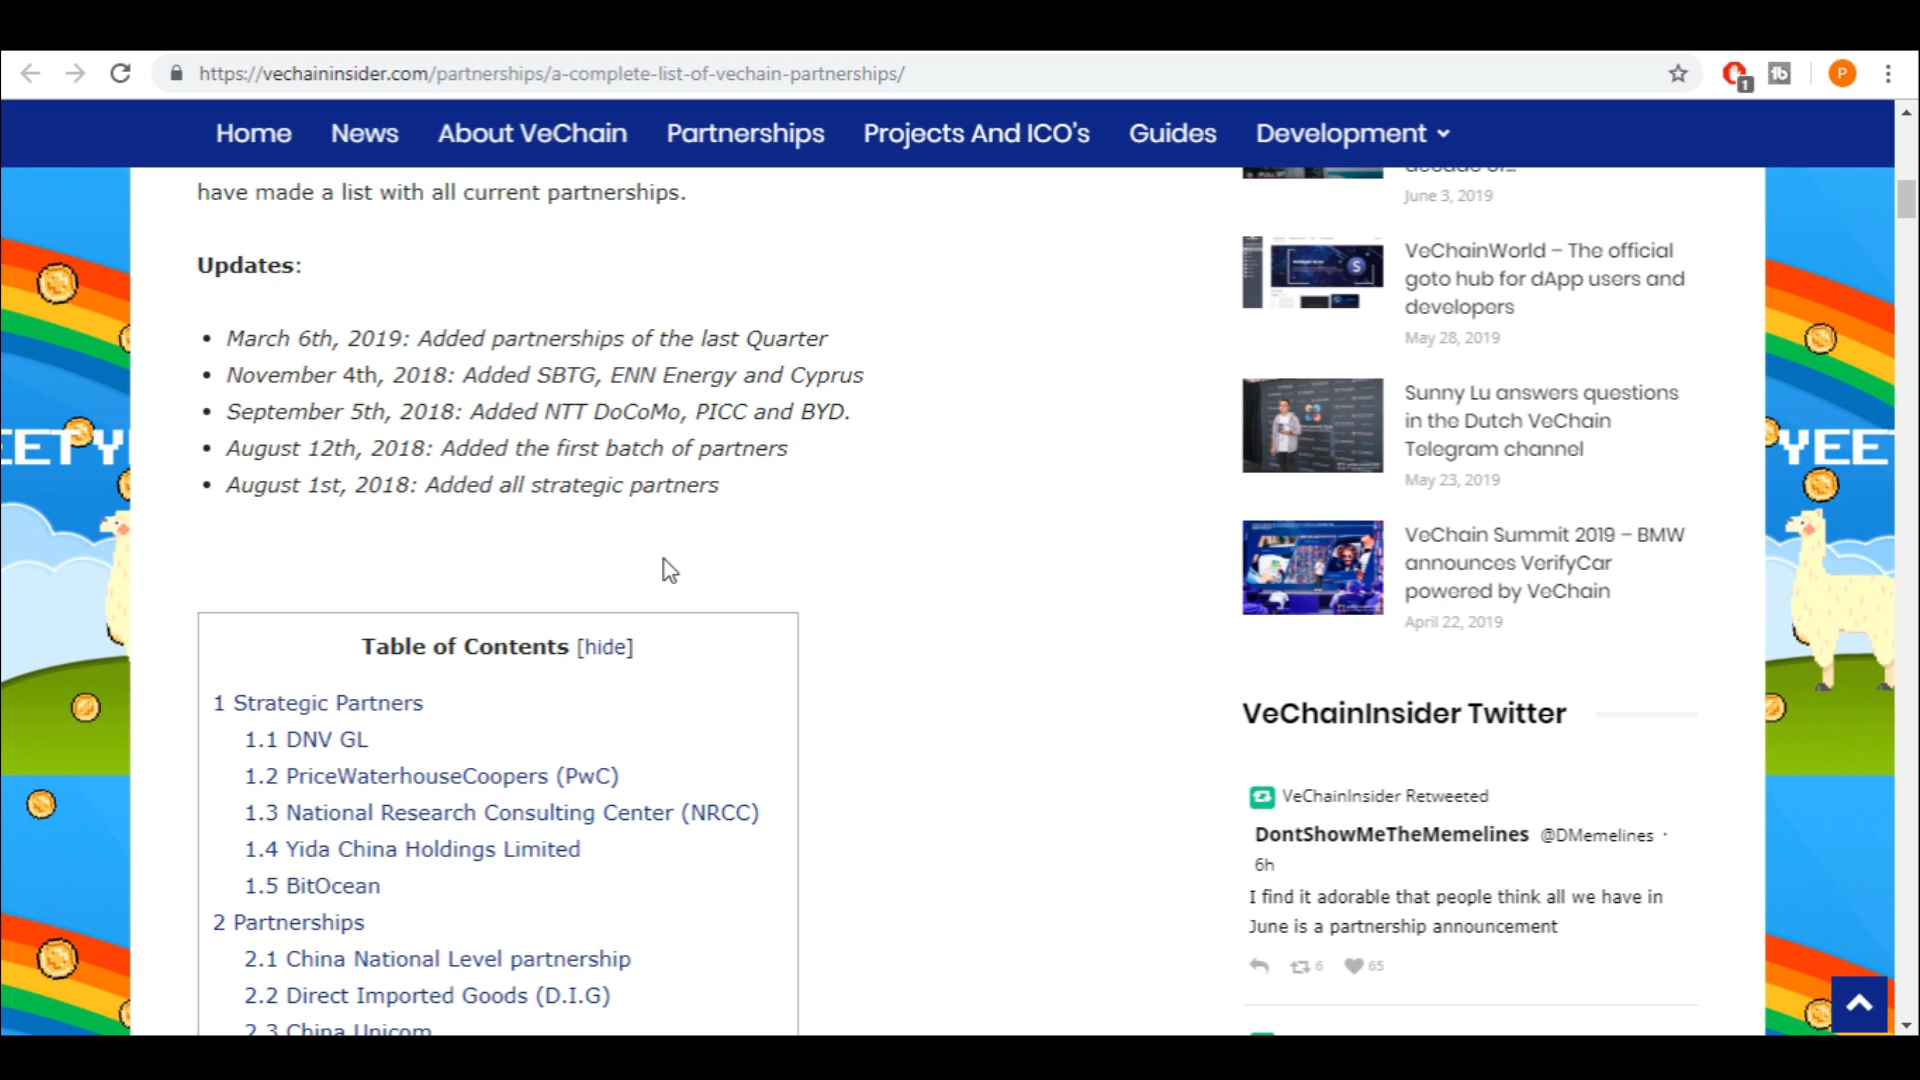 https://vechaininsider.com/partnerships/a-complete-list-of-vechain-partnerships/
1
tb
P
Home News About VeChain Partnerships Projects And ICO's Guides Development
have made a list with all current partnerships.
Updates:
• March 6th, 2019: Added partnerships of the last Quarter
• November 4th, 2018: Added SBTG, ENN Energy and Cyprus
• September 5th, 2018: Added NTT DoCoMo, PICC and BYD.
• August 12th, 2018: Added the first batch of partners
• August 1st, 2018: Added all strategic partners
Table of Contents [hide]
1 Strategic Partners
1.1 DNV GL
1.2 PriceWaterhouseCoopers (PwC)
1.3 National Research Consulting Center (NRCC)
1.4 Yida China Holdings Limited
1.5 BitOcean
2 Partnerships
2.1 China National Level partnership
2.2 Direct Imported Goods (D.I.G)
2.3 China Unicom
June 3, 2019
VeChainWorld – The official
goto hub for dApp users and
developers
May 28, 2019
Sunny Lu answers questions
in the Dutch VeChain
Telegram channel
May 23, 2019
VeChain Summit 2019 – BMW
announces VerifyCar
powered by VeChain
April 22, 2019
VeChainInsider Twitter
VeChainInsider Retweeted
DontShowMeTheMemelines @DMemelines ·
6h
I find it adorable that people think all we have in
June is a partnership announcement
6 65
EETY
YEE